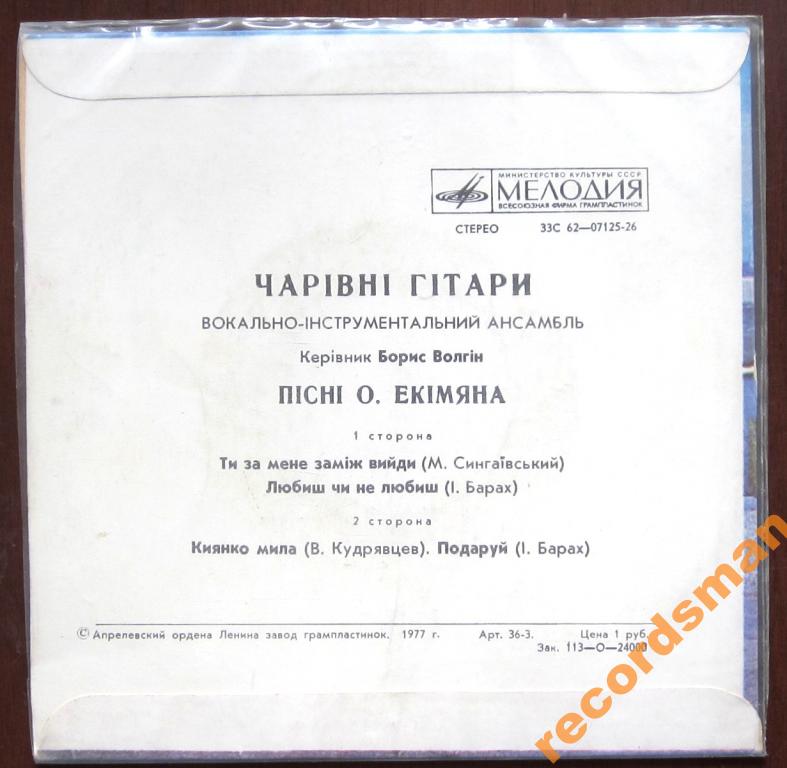 МИНИСТЕРСТВО КУЛЬТУРЫ СССР
МЕЛОДИЯ
ВСЕСОЮЗНАЯ ФИРМА ГРАМПЛАСТИНОК
СТЕРЕО 33С 62—07125-26
ЧАРІВНІ ГІТАРИ
ВОКАЛЬНО-ІНСТРУМЕНТАЛЬНИЙ АНСАМБЛЬ
Керівник Борис Волгін
ПІСНІ О. ЕКІМЯНА
1 сторона
Ти за мене заміж вийди (М. Сингаївський)
Любиш чи не любиш (І. Барах)
2 сторона
Киянко мила (В. Кудрявцев). Подаруй (І. Барах)
© Апрелевский ордена Ленина завод грампластинок. 1977 г. Арт. 36-3. Цена 1 руб.
Зак. 113—О—24000
recordsman